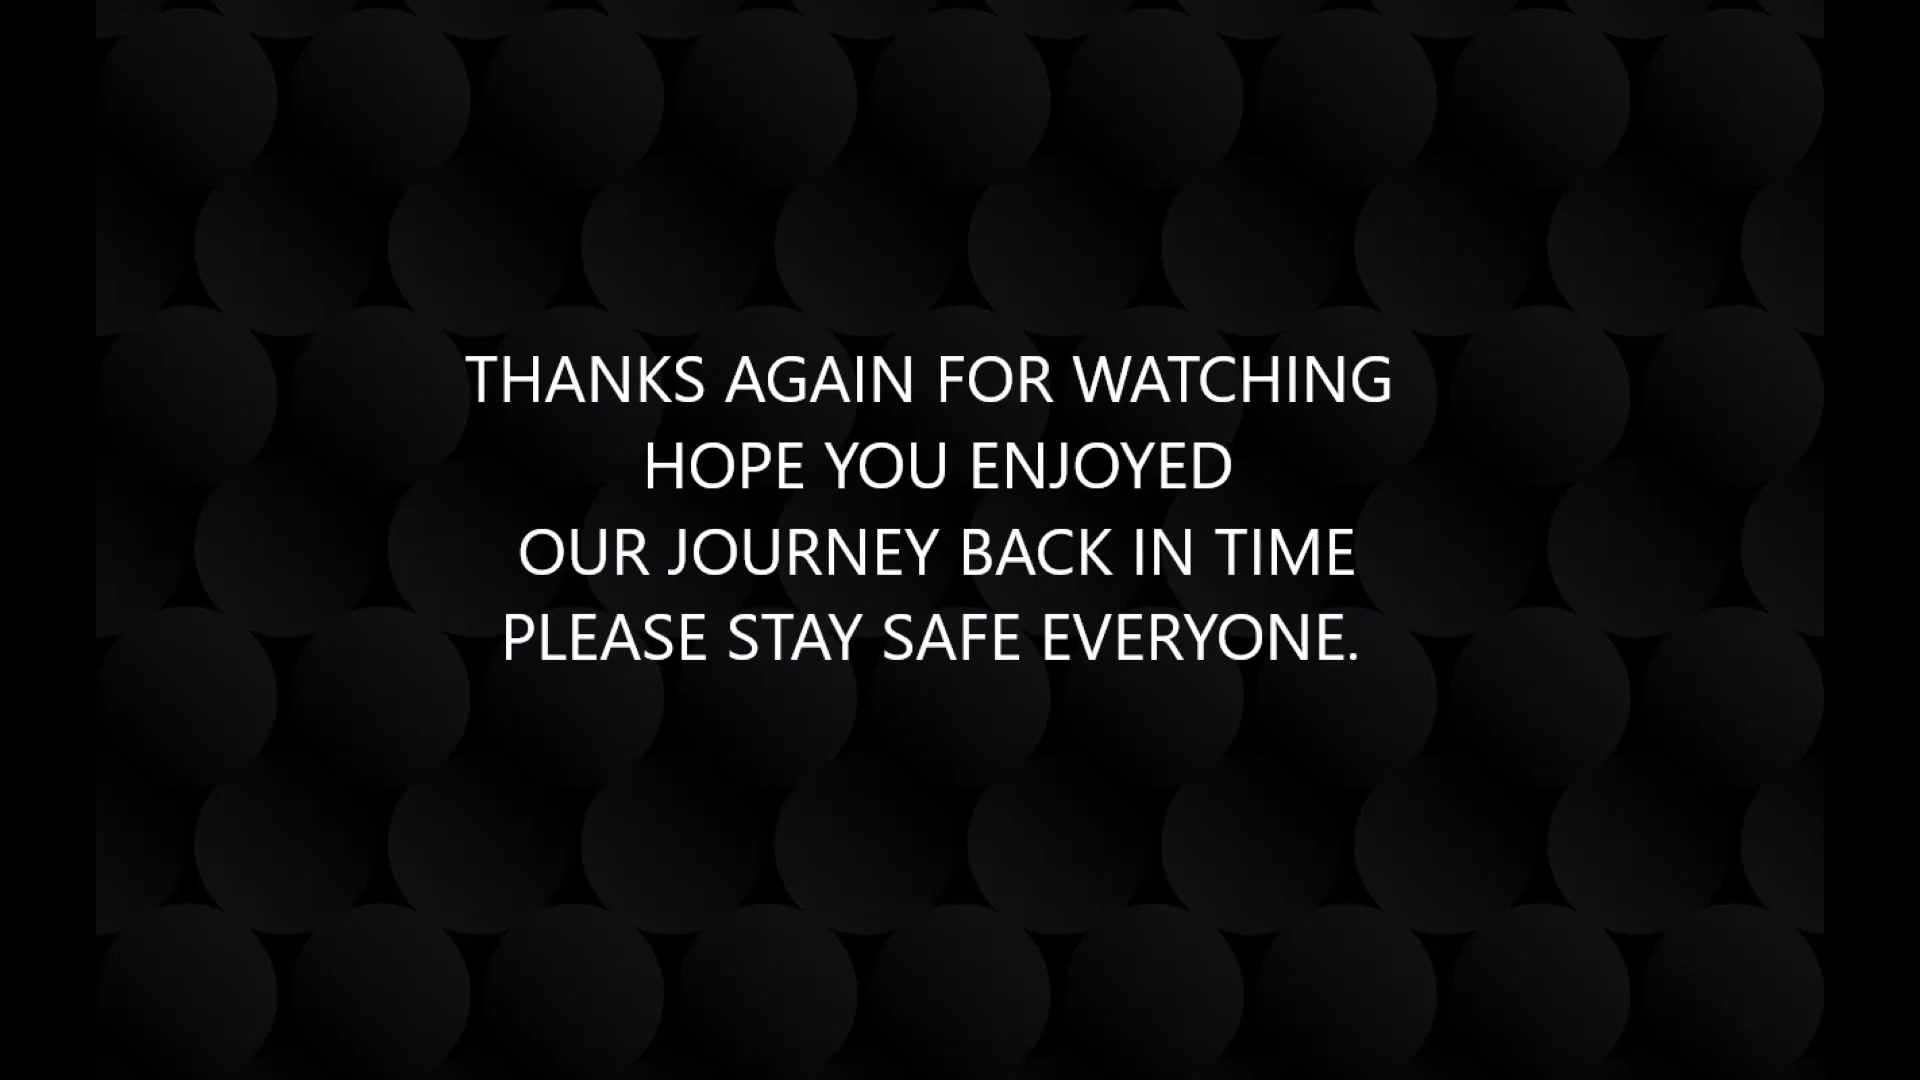 THANKS AGAIN FOR WATCHING
HOPE YOU ENJOYED
OUR JOURNEY BACK IN TIME
PLEASE STAY SAFE EVERYONE.